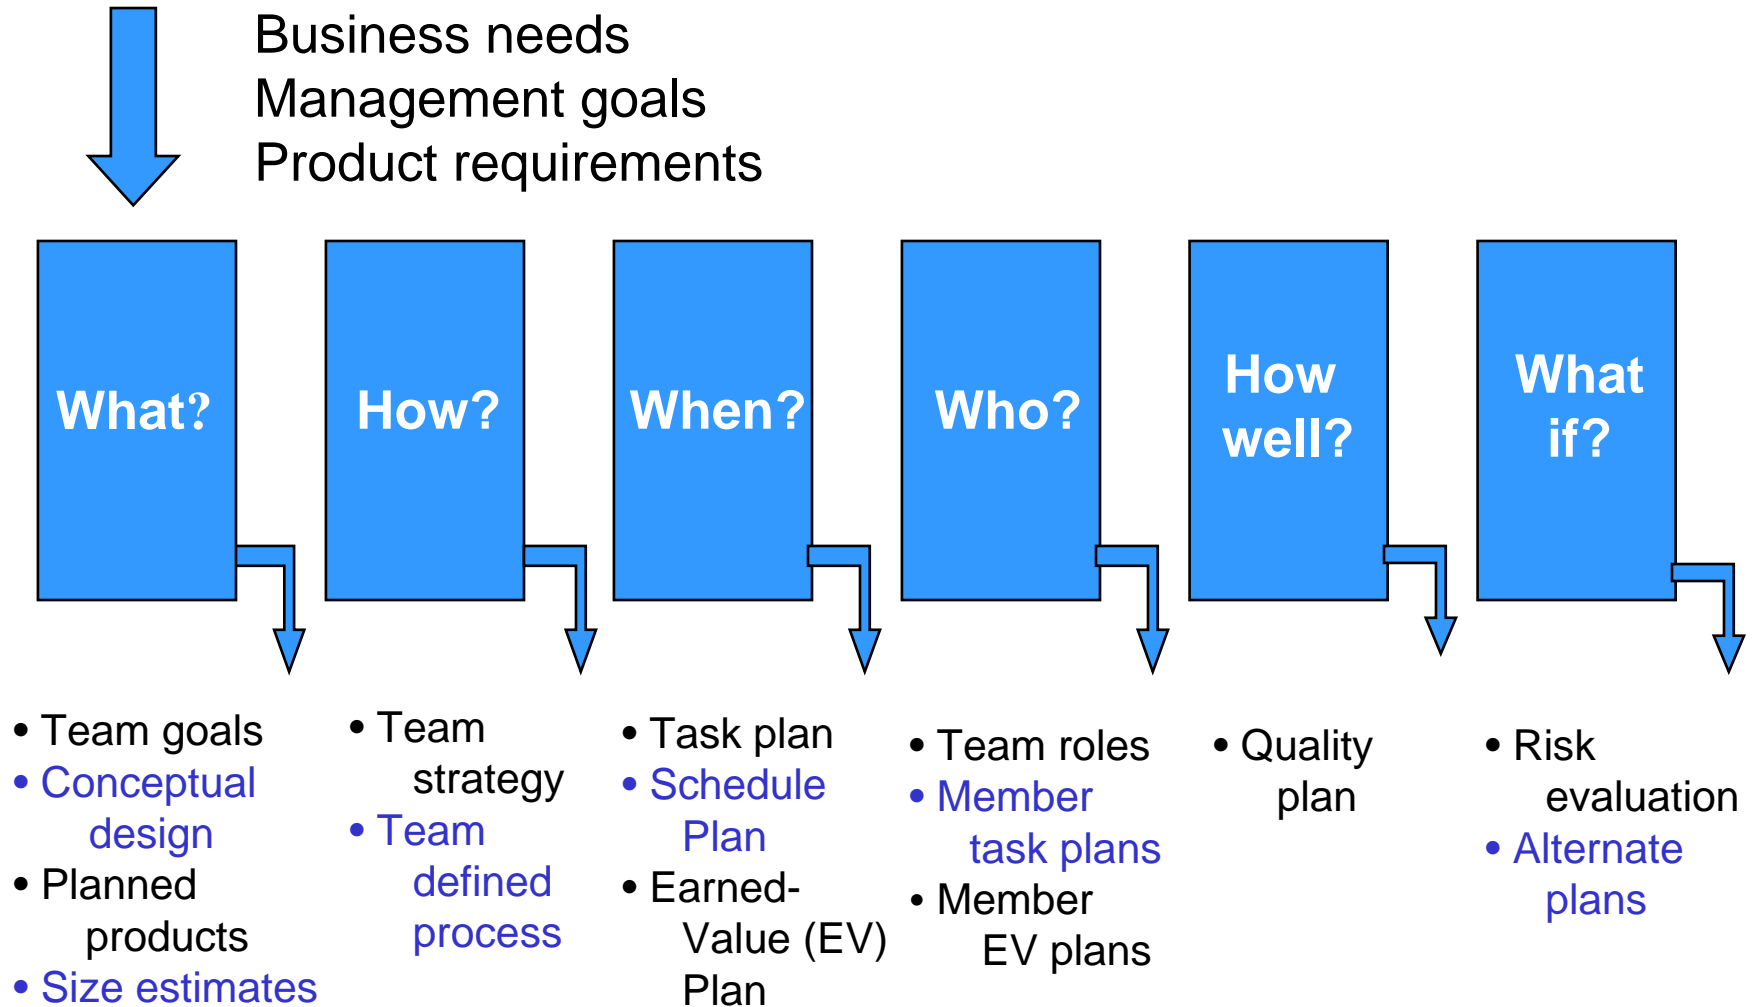 Business needs
Management goals
Product requirements
What?
How?
When?
Who?
How
well?
What
if?
• Team goals
• Conceptual
design
• Planned
products
• Size estimates
• Team
strategy
• Team
defined
process
• Task plan
• Schedule
Plan
• Earned-
Value (EV)
Plan
• Team roles
• Member
task plans
• Member
EV plans
• Quality
plan
• Risk
evaluation
• Alternate
plans